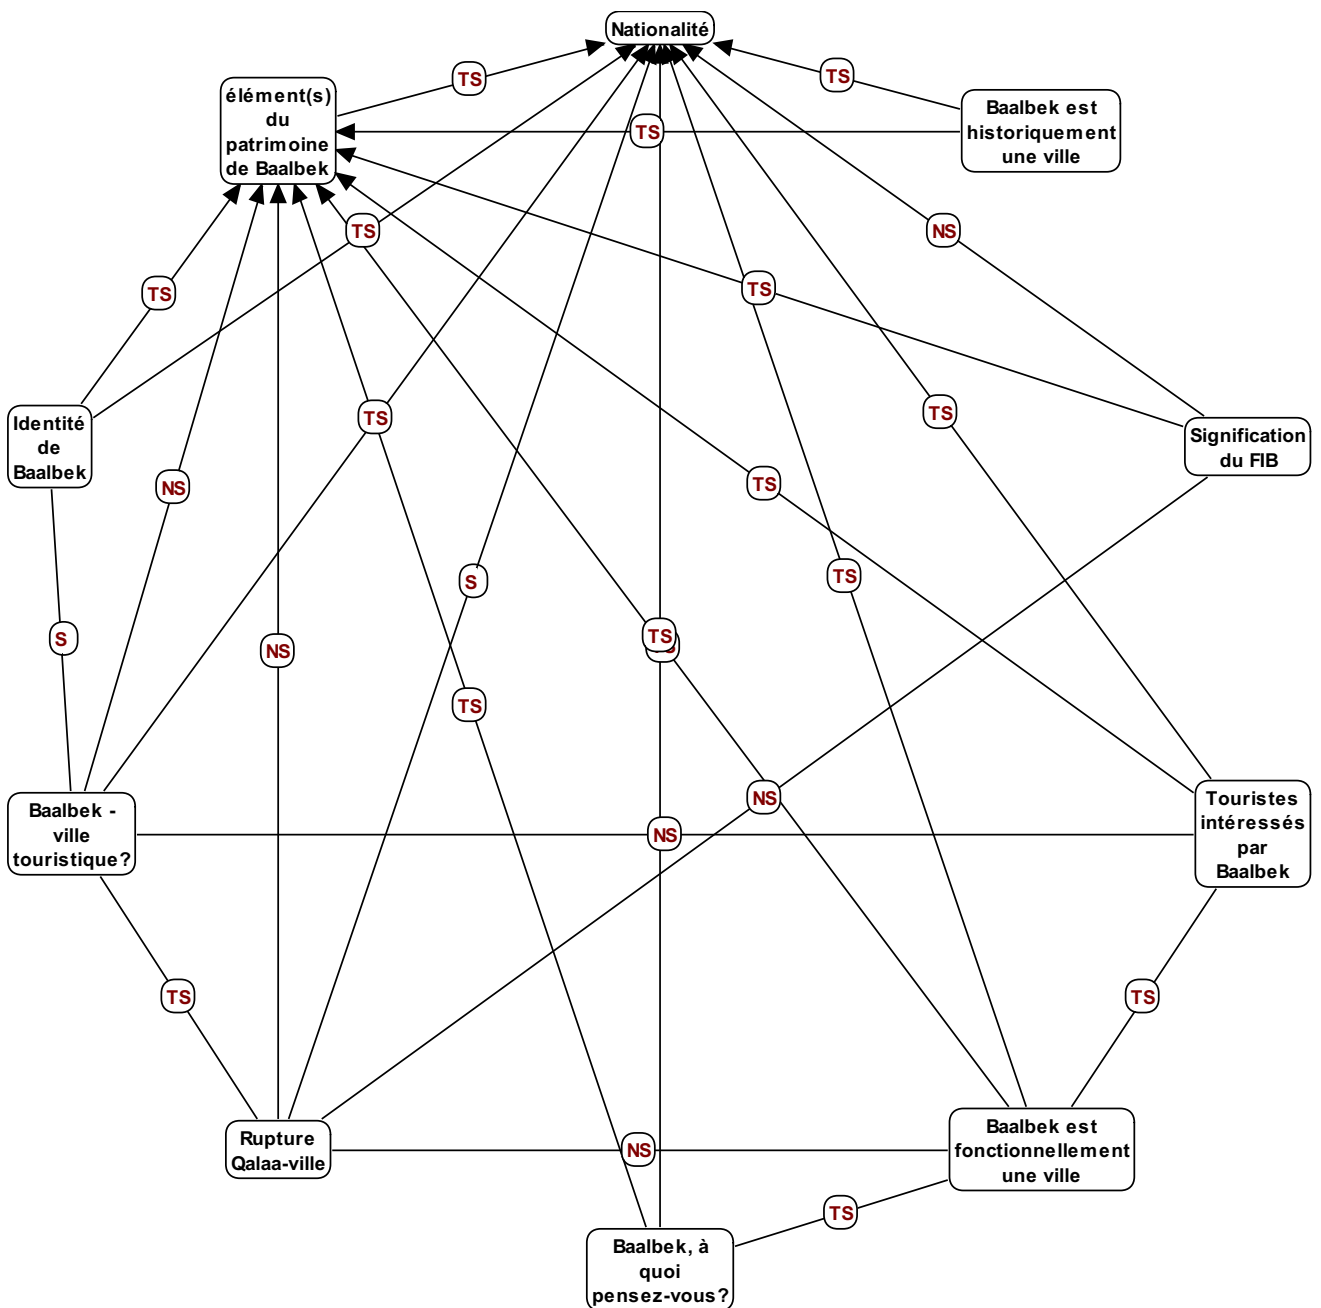 Nationalité
TS
TS
élément(s)
du
patrimoine
de Baalbek
Baalbek est
historiquement
une ville
TS
TS
NS
TS
TS
Identité
de
Baalbek
TS
TS
Signification
du FIB
NS
TS
S
TS
S
TS
NS
TS
Baalbek -
ville
touristique?
NS
NS
Touristes
intéressés
par
Baalbek
TS
TS
Rupture
Qalaa-ville
NS
Baalbek est
fonctionnellement
une ville
TS
Baalbek, à
quoi
pensez-vous?